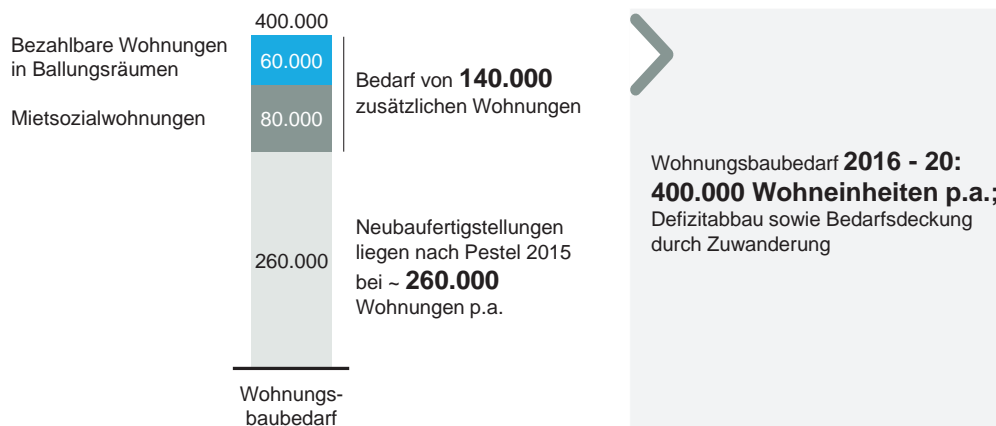 400.000
Bezahlbare Wohnungen
in Ballungsräumen
60.000
Mietsozialwohnungen
80.000
Bedarf von 140.000
zusätzlichen Wohnungen
260.000
Neubaufertigstellungen
liegen nach Pestel 2015
bei ~ 260.000
Wohnungen p.a.
Wohnungs-
baubedarf
Wohnungsbaubedarf 2016 - 20:
400.000 Wohneinheiten p.a.;
Defizitabbau sowie Bedarfsdeckung
durch Zuwanderung